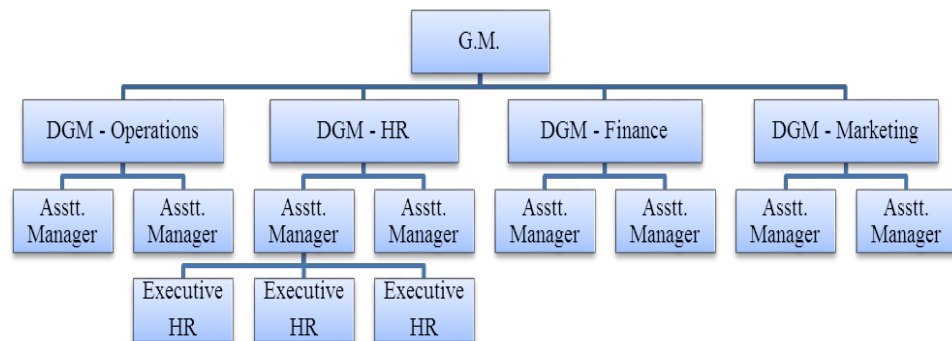 G.M.
DGM - Operations
DGM - HR
DGM - Finance
DGM - Marketing
Asstt.
Manager
Asstt.
Manager
Asstt.
Manager
Asstt.
Manager
Asstt.
Manager
Asstt.
Manager
Asstt.
Manager
Asstt.
Manager
Executive
HR
Executive
HR
Executive
HR